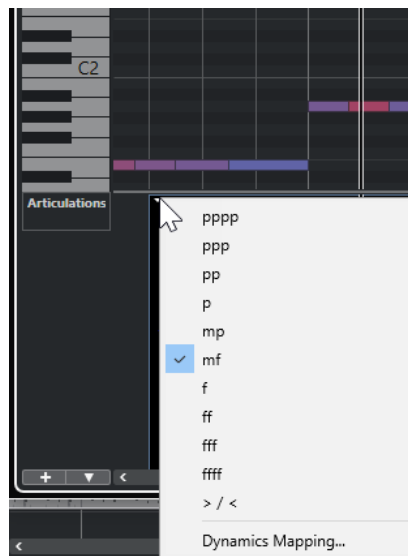 C2
Articulations
pppp
ppp
pp
p
mp
mf
f
ff
fff
ffff
> / <
Dynamics Mapping...